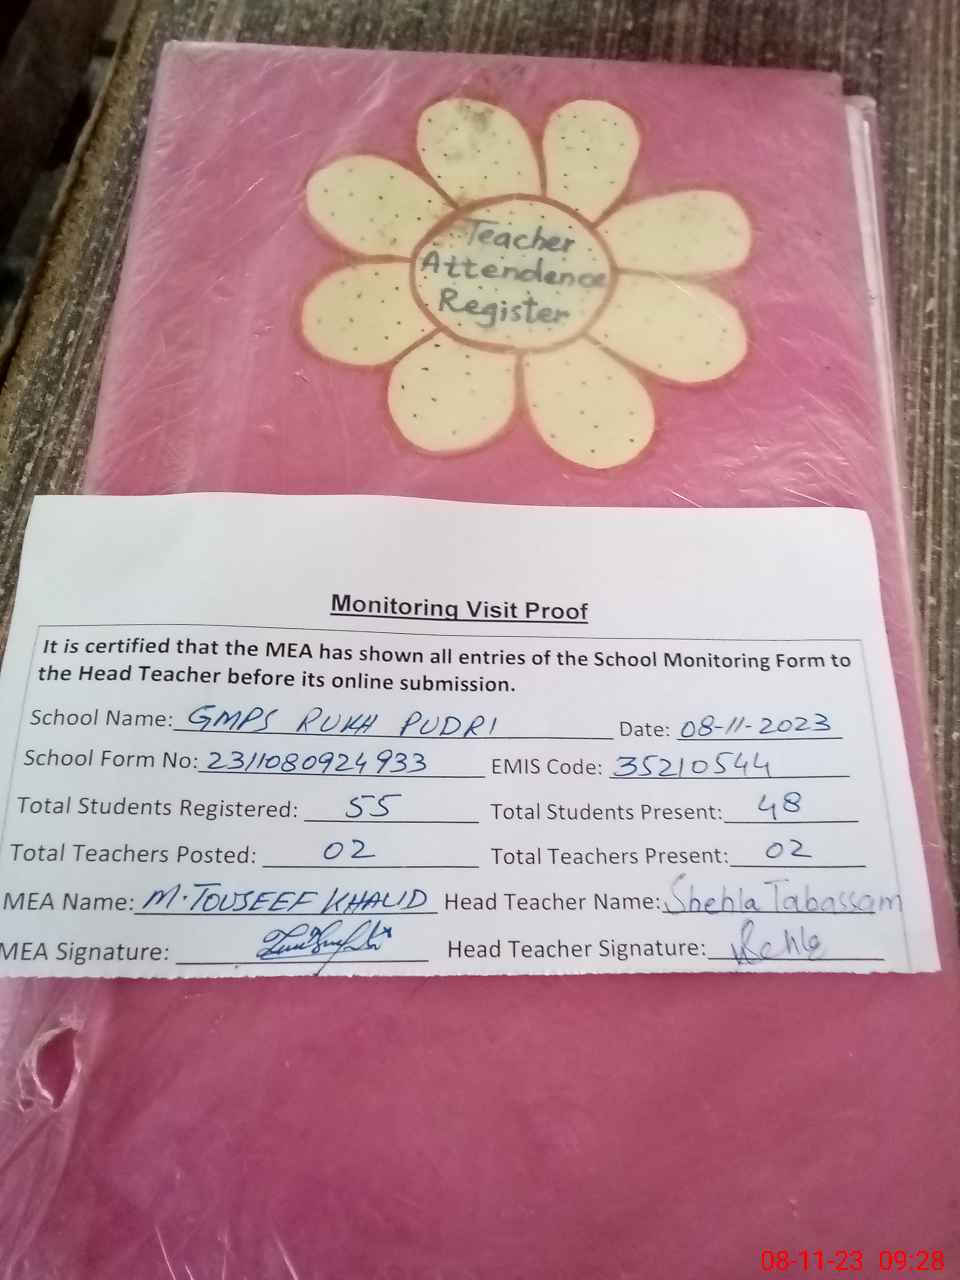 Teacher
Attendence
Register
Monitoring Visit Proof
It is certified that the MEA has shown all entries of the School Monitoring Form to
the Head Teacher before its online submission.
School Name: GMPS RUKH PUDRI Date: 08-11-2023
School Form No: 2311080924933 EMIS Code: 35210544
Total Students Registered: 55 Total Students Present: 48
Total Teachers Posted: 02 Total Teachers Present: 02
MEA Name: M.TOUSEEF KHALID Head Teacher Name: Shehla Tabassam
MEA Signature: Head Teacher Signature:
08-11-23 09:28